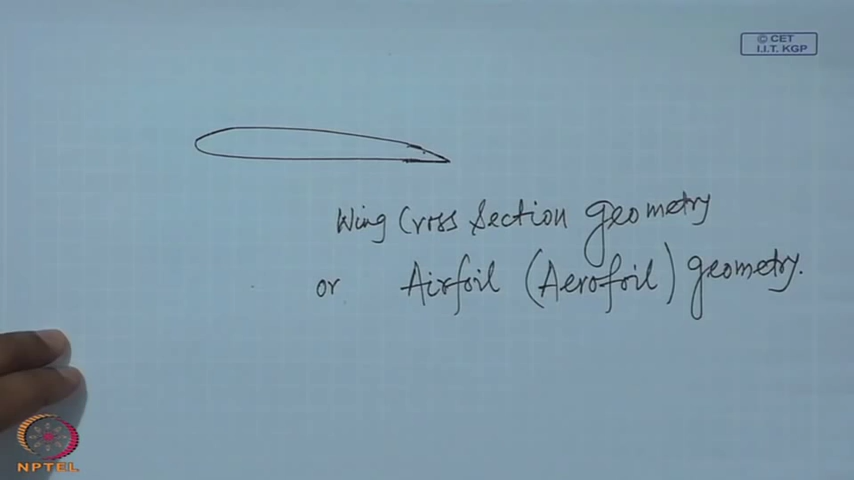 © CET
I.I.T. KGP
Wing Cross Section geometry
or Airfoil (Aerofoil) geometry.
NPTEL